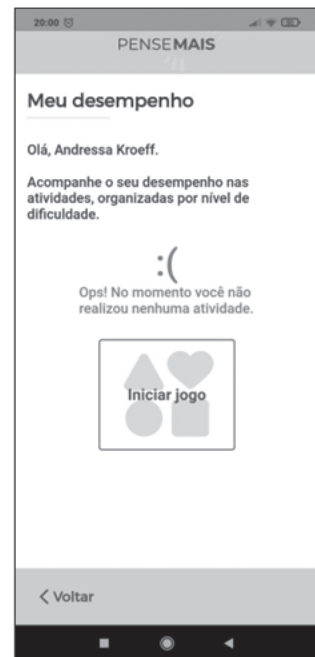 20:00
PENSEMAIS
Meu desempenho
Olá, Andressa Kroeff.
Acompanhe o seu desempenho nas
atividades, organizadas por nível de
dificuldade.
:(
Ops! No momento você não
realizou nenhuma atividade.
Iniciar jogo
Voltar